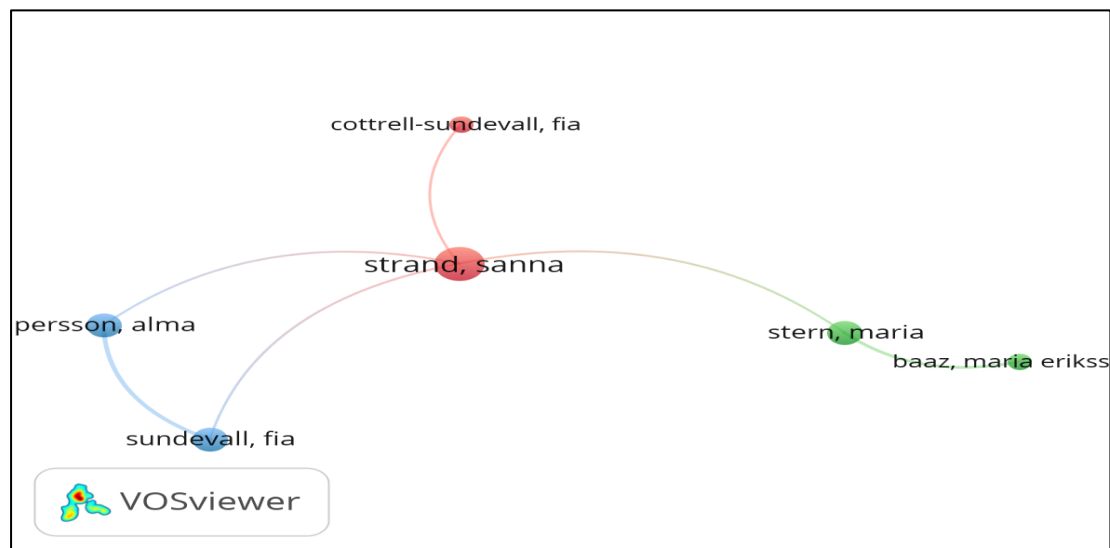 cottrell-sundevall, fia
strand, sanna
persson, alma
stern, maria
baaz, maria erikss
sundevall, fia
VOSviewer